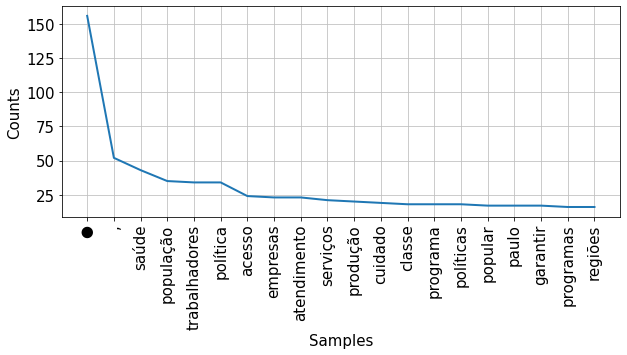 150
125
100
75
50
25
Counts
●
,
saúde
população
trabalhadores
política
acesso
empresas
atendimento
serviços
produção
cuidado
classe
programa
políticas
popular
paulo
garantir
programas
regiões
Samples